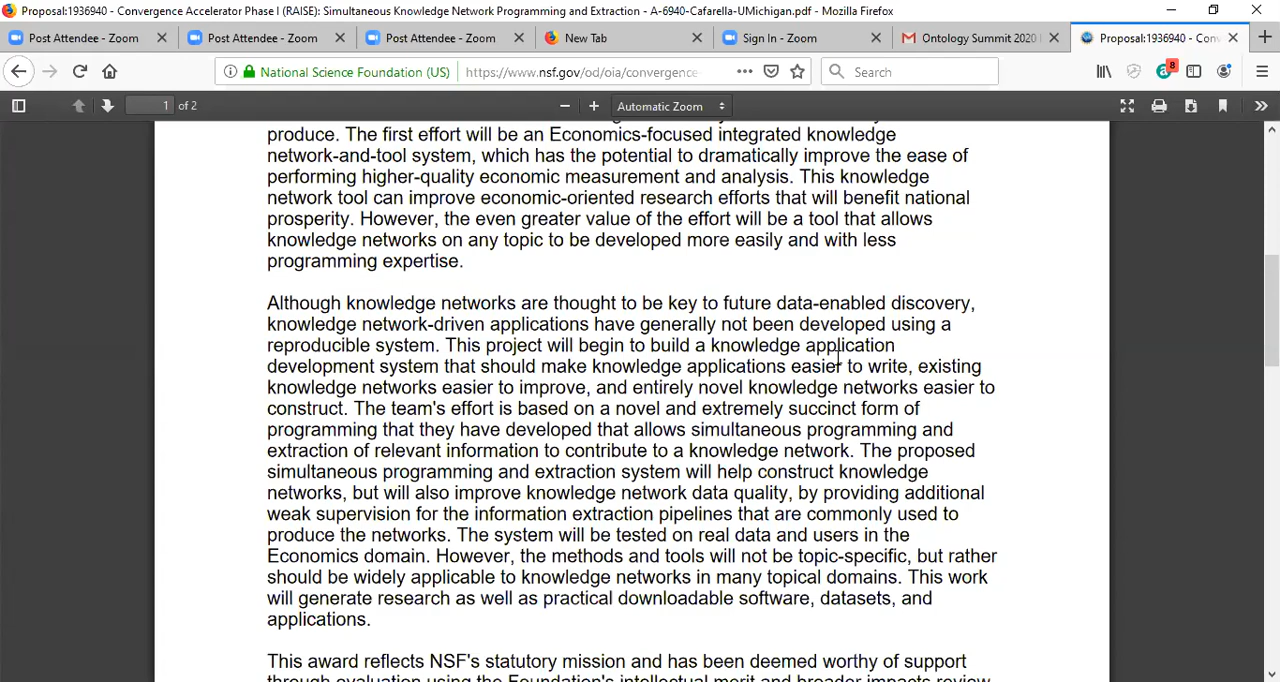 Proposal:1936940 - Convergence Accelerator Phase I (RAISE): Simultaneous Knowledge Network Programming and Extraction - A-6940-Cafarella-UMichigan.pdf - Mozilla Firefox
Post Attendee - Zoom
Post Attendee - Zoom
Post Attendee - Zoom
New Tab
Sign In - Zoom
Ontology Summit 2020
Proposal:1936940 - Conv
National Science Foundation (US)
https://www.nsf.gov/od/oia/convergence
Search
8
1 of 2
Automatic Zoom
produce. The first effort will be an Economics-focused integrated knowledge
network-and-tool system, which has the potential to dramatically improve the ease of
performing higher-quality economic measurement and analysis. This knowledge
network tool can improve economic-oriented research efforts that will benefit national
prosperity. However, the even greater value of the effort will be a tool that allows
knowledge networks on any topic to be developed more easily and with less
programming expertise.
Although knowledge networks are thought to be key to future data-enabled discovery,
knowledge network-driven applications have generally not been developed using a
reproducible system. This project will begin to build a knowledge application
development system that should make knowledge applications easier to write, existing
knowledge networks easier to improve, and entirely novel knowledge networks easier to
construct. The team's effort is based on a novel and extremely succinct form of
programming that they have developed that allows simultaneous programming and
extraction of relevant information to contribute to a knowledge network. The proposed
simultaneous programming and extraction system will help construct knowledge
networks, but will also improve knowledge network data quality, by providing additional
weak supervision for the information extraction pipelines that are commonly used to
produce the networks. The system will be tested on real data and users in the
Economics domain. However, the methods and tools will not be topic-specific, but rather
should be widely applicable to knowledge networks in many topical domains. This work
will generate research as well as practical downloadable software, datasets, and
applications.
This award reflects NSF's statutory mission and has been deemed worthy of support
through evaluation using the Foundation's intellectual merit and broader impacts review